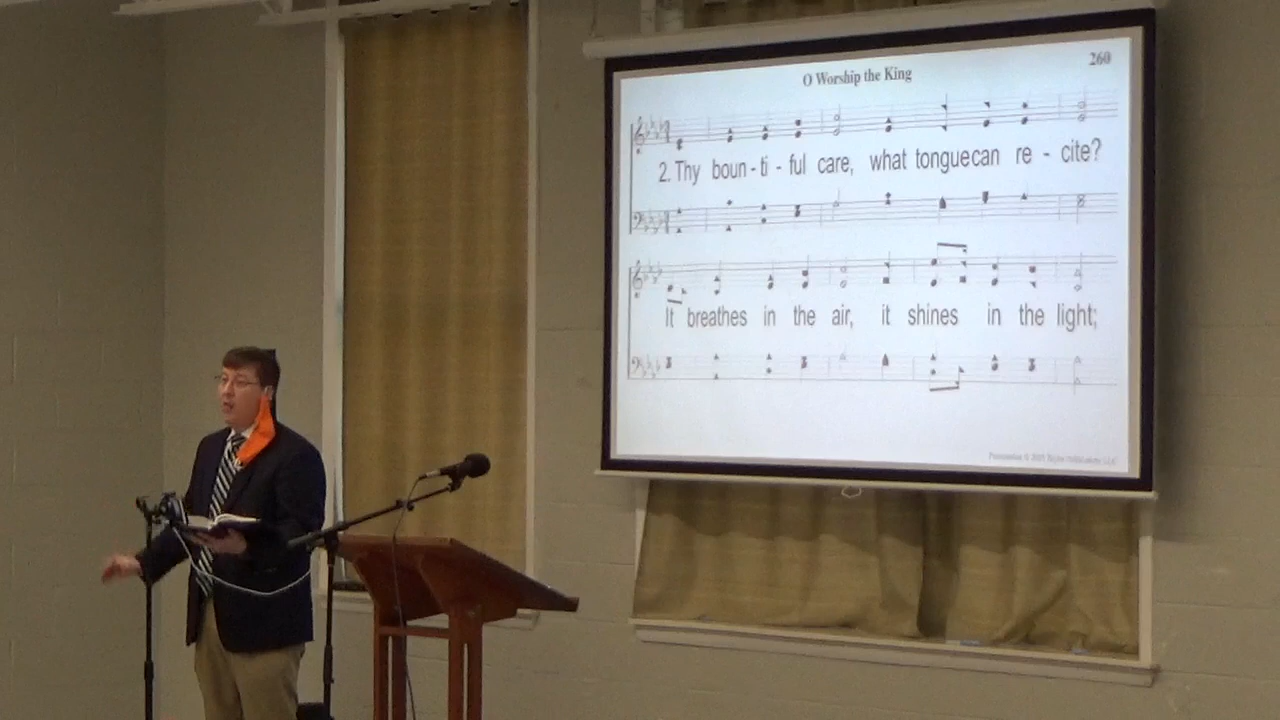 O Worship the King
260
2. Thy boun - ti - ful care, what tongue can re - cite?
It breathes in the air, it shines in the light;